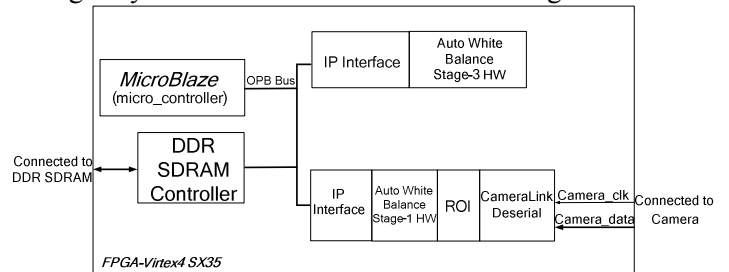 MicroBlaze
(micro_controller)
OPB Bus
IP Interface
Auto White
Balance
Stage-3 HW
Connected to
DDR SDRAM
DDR
SDRAM
Controller
IP
Interface
Auto White
Balance
Stage-1 HW
ROI
CameraLink
Deserial
Camera_clk
Camera_data
Connected to
Camera
FPGA-Virtex4 SX35